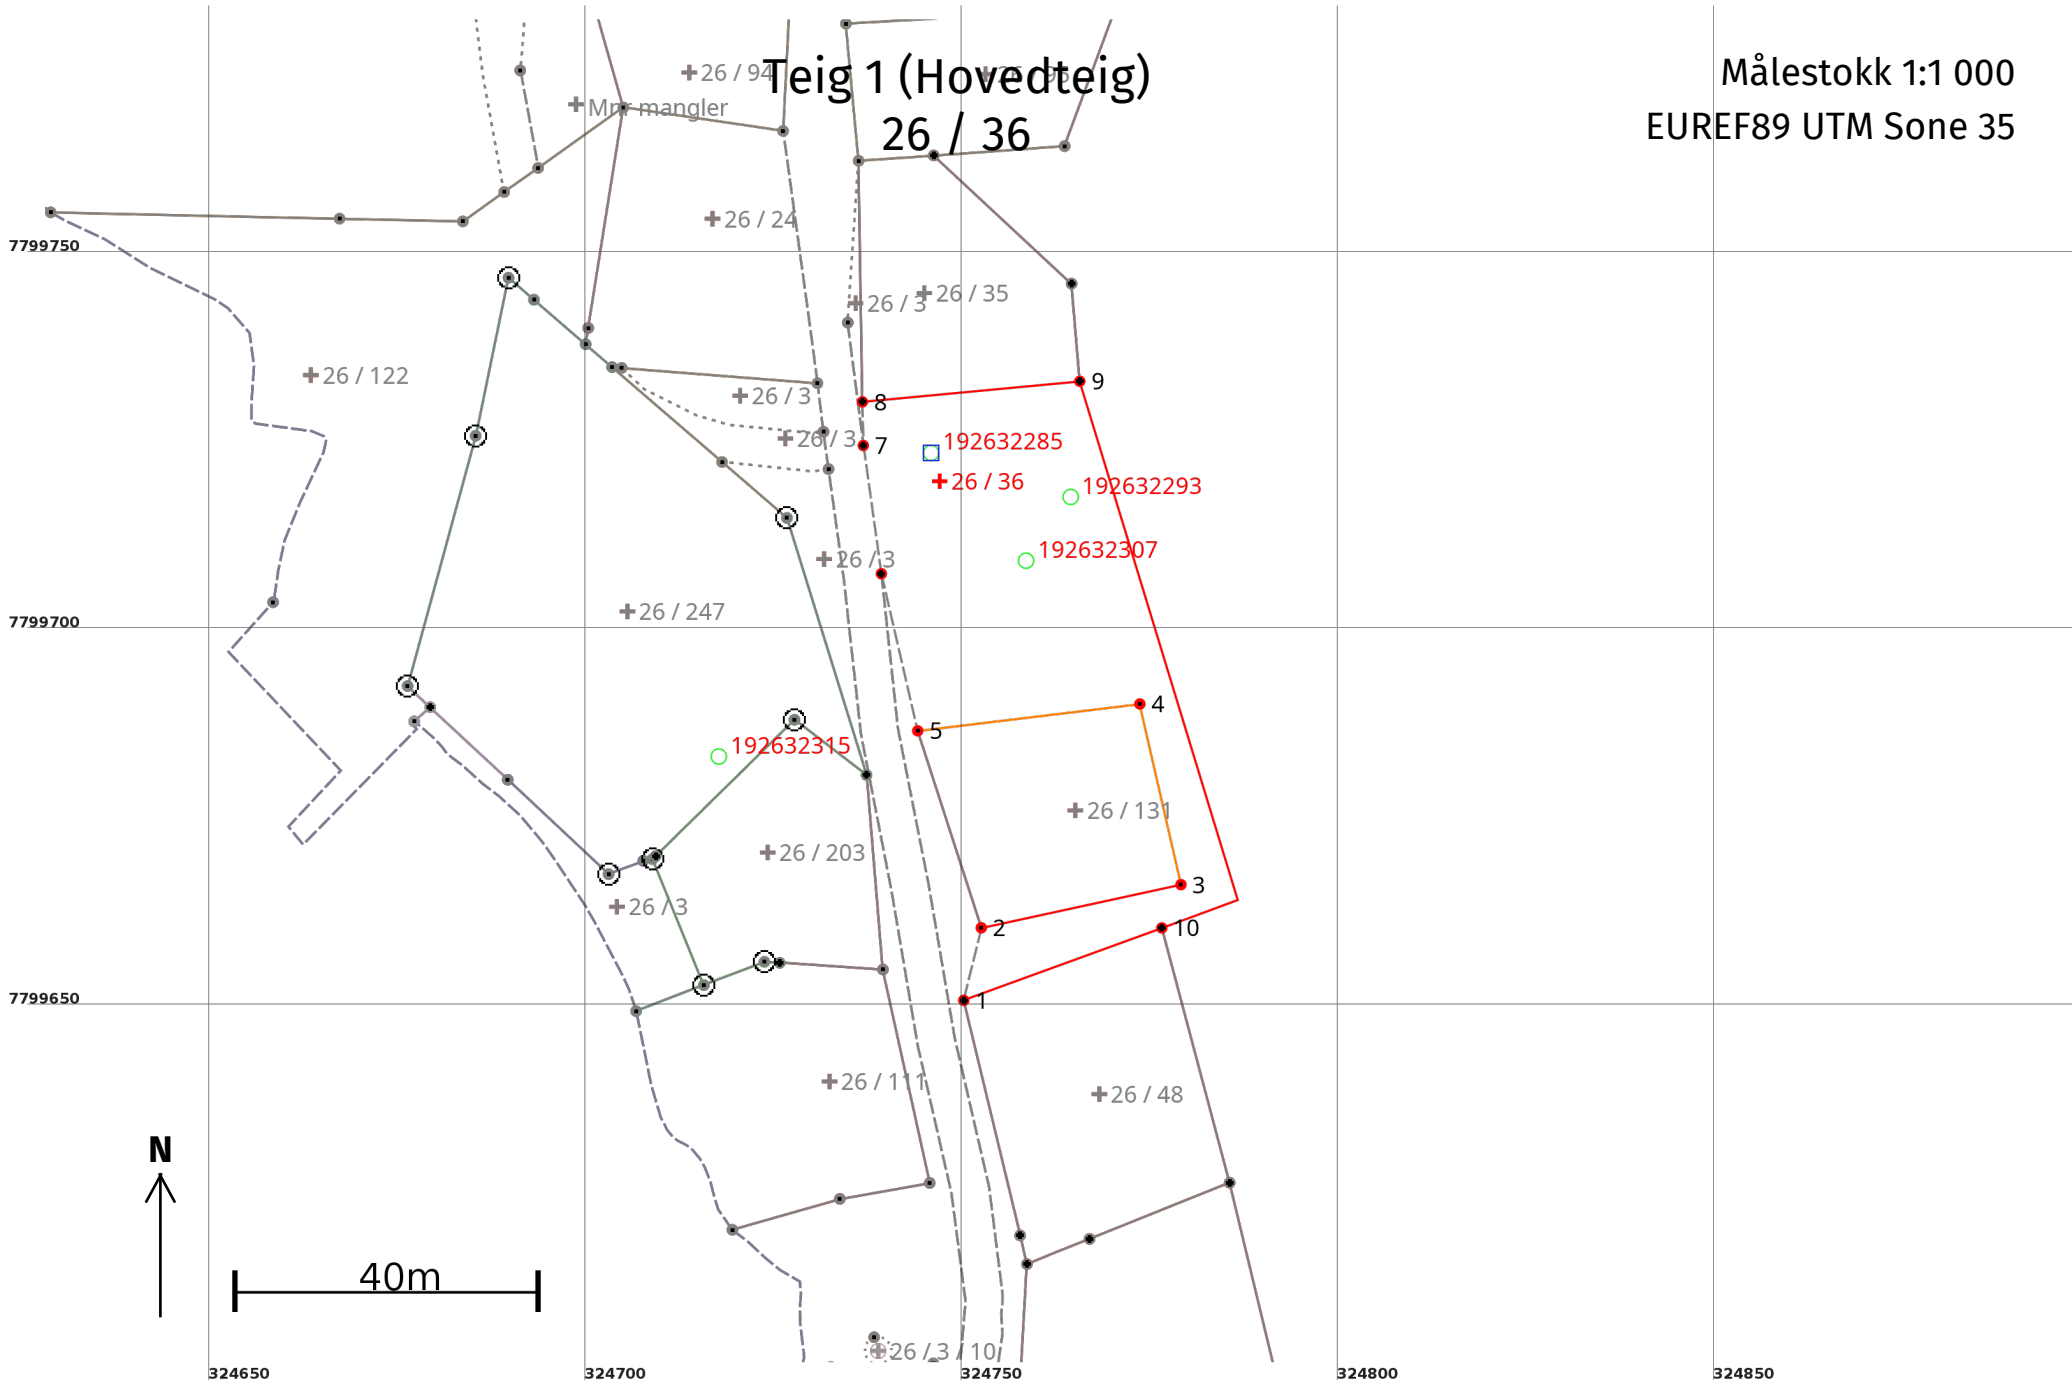 26 / 94
Teig 1 (Hovedteig)
26 / 95
Målestokk 1:1 000
Mnr mangler
26 / 36
EUREF89 UTM Sone 35
26 / 24
7799750
26 / 3
26 / 35
26 / 122
9
26 / 3
8
26 / 3
7
192632285
26 / 36
192632293
192632307
26 / 3
26 / 247
7799700
4
5
192632315
26 / 131
26 / 203
3
26 / 3
2
10
7799650
1
26 / 111
26 / 48
N
40m
26 / 3 / 10
324650
324700
324750
324800
324850